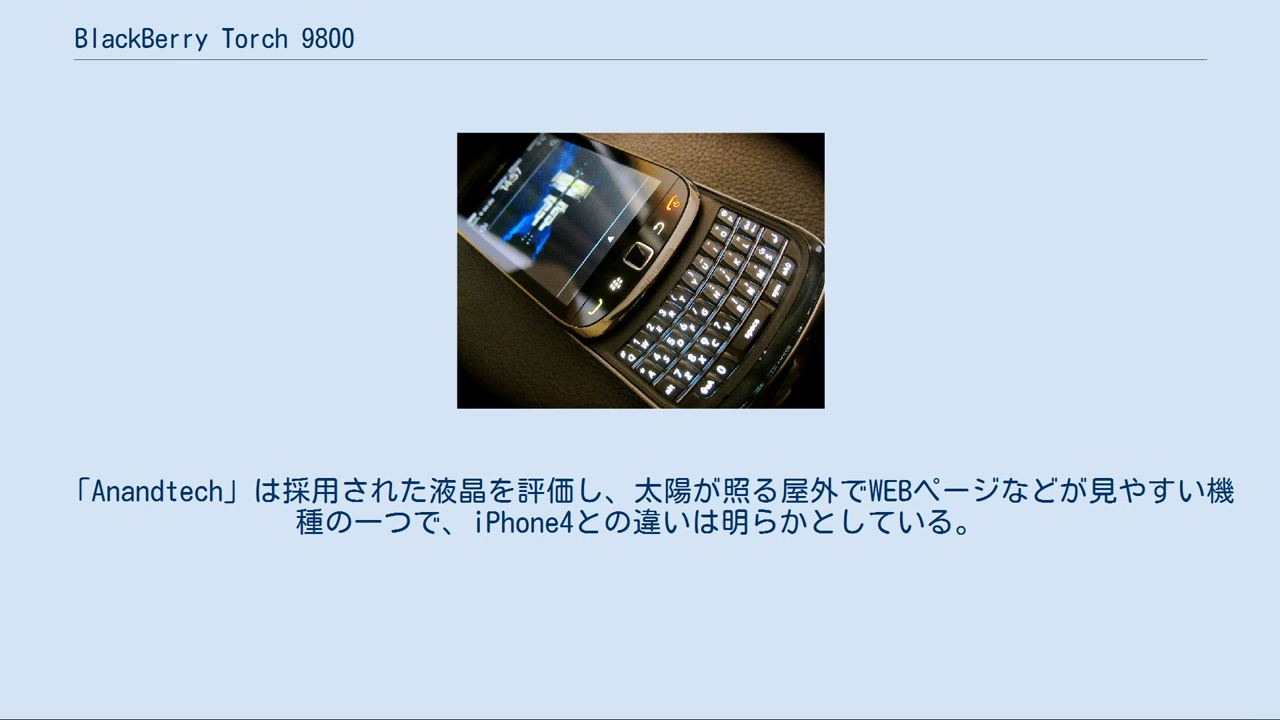 BlackBerry Torch 9800
14:57
「Anandtech」は採用された液晶を評価し、太陽が照る屋外でWEBページなどが見やすい機
種の一つで、iPhone4との違いは明らかとしている。